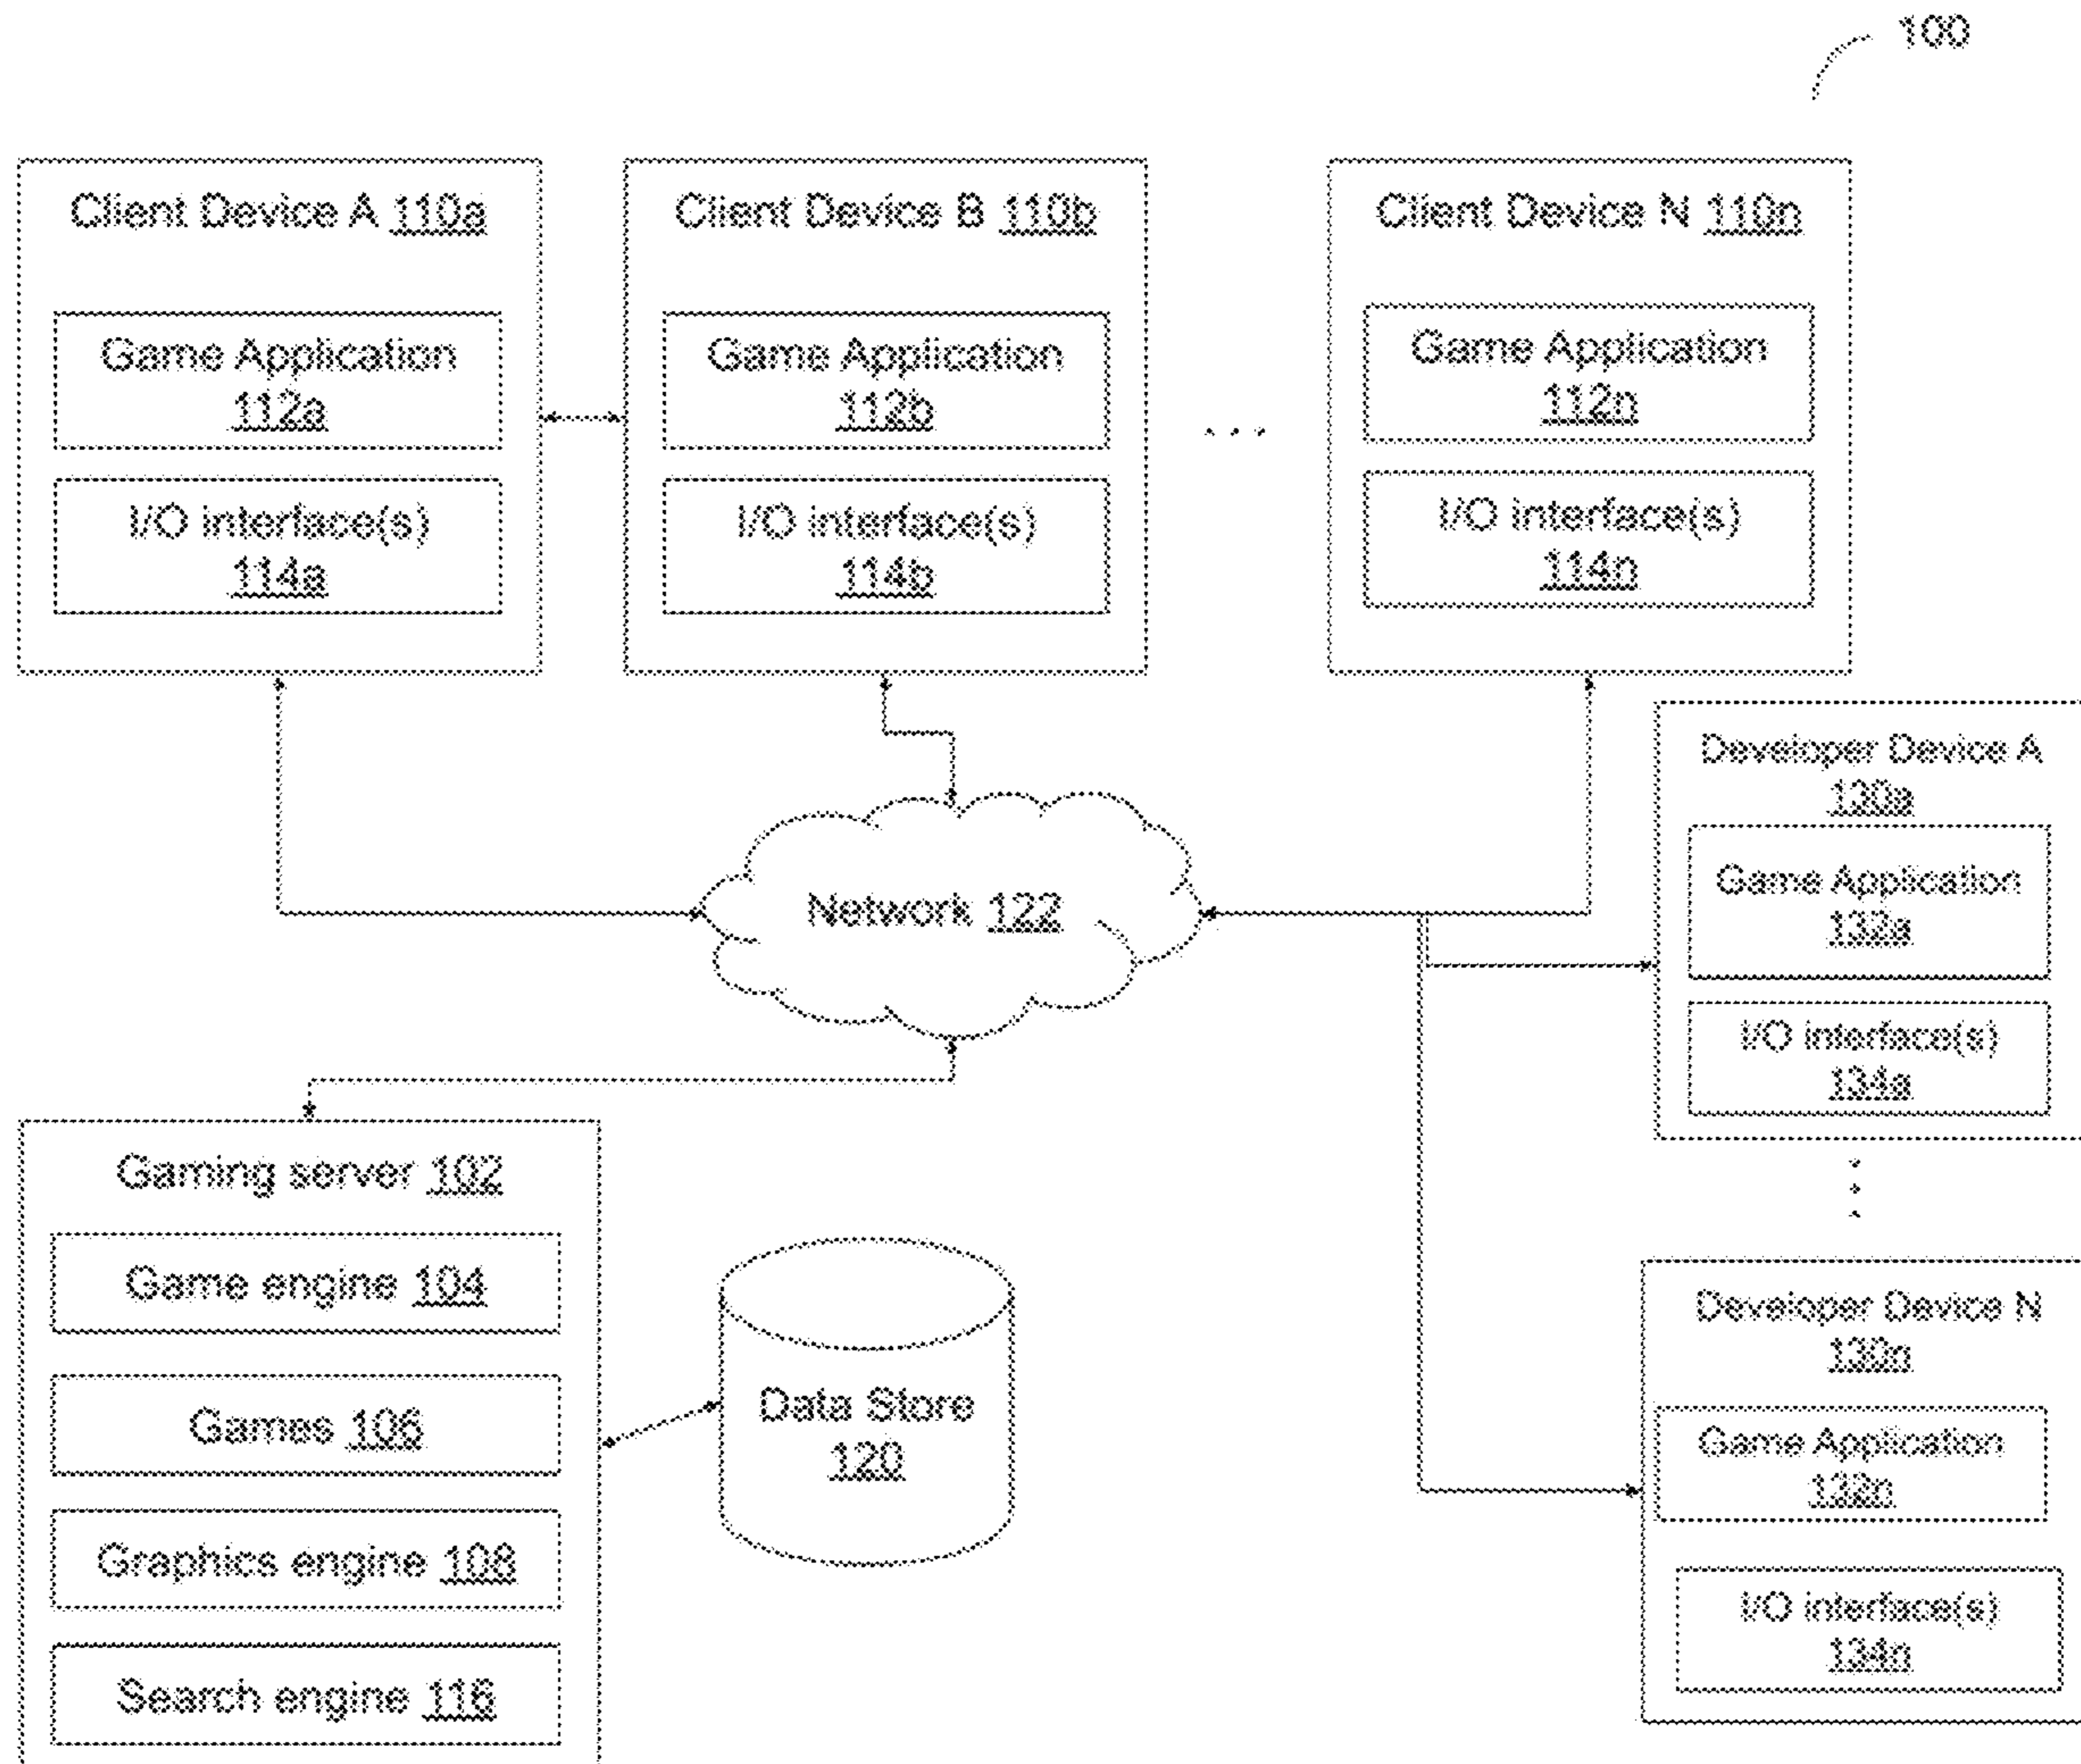 100
Client Device A 110a
Game Application
112a
I/O interface(s)
114a
Client Device B 110b
Game Application
112b
I/O interface(s)
114b
. . .
Client Device N 110n
Game Application
112n
I/O interface(s)
114n
Network 122
Developer Device A
130a
Game Application
132a
I/O interface(s)
134a
Developer Device N
130n
Game Application
132n
I/O interface(s)
134n
Gaming server 102
Game engine 104
Games 106
Graphics engine 108
Search engine 116
Data Store
120